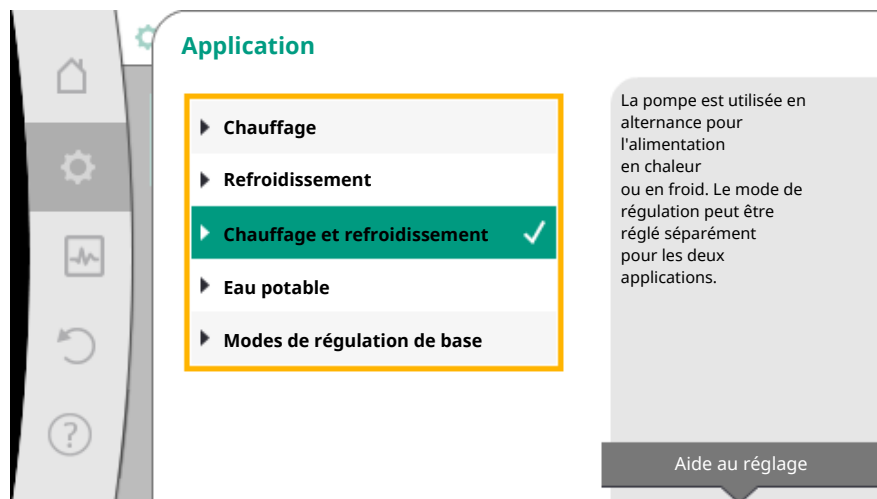 Application
Chauffage
Refroidissement
Chauffage et refroidissement
Eau potable
Modes de régulation de base
La pompe est utilisée en
alternance pour
l'alimentation
en chaleur
ou en froid. Le mode de
régulation peut être
réglé séparément
pour les deux
applications.
Aide au réglage
?